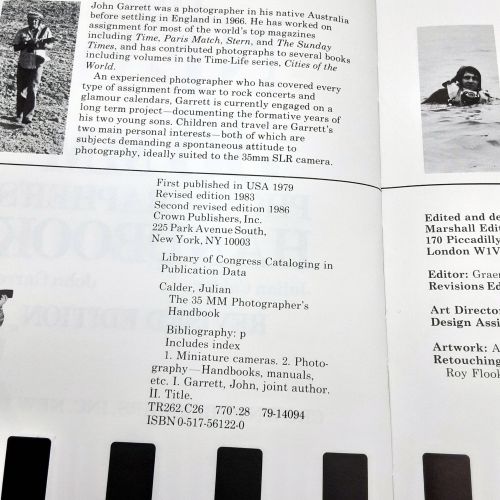 John Garrett was a photographer in his native Australia
before settling in England in 1966. He has worked on
assignment for most of the world's top magazines
including Time, Paris Match, Stern, and The Sunday
Times, and has contributed photographs to several books
including volumes in the Time-Life series, Cities of the
World.
An experienced photographer who has covered every
type of assignment from war to rock concerts and
glamour calendars, Garrett is currently engaged on a
long term project—documenting the formative years of
his two young sons. Children and travel are Garrett's
two main personal interests—both of which are
subjects demanding a spontaneous attitude to
photography, ideally suited to the 35mm SLR camera.
First published in USA 1979
Revised edition 1983
Second revised edition 1986
Crown Publishers, Inc.
225 Park Avenue South,
New York, NY 10003
Library of Congress Cataloging in
Publication Data
Calder, Julian
The 35 MM Photographer's
Handbook
Bibliography: p
Includes index
1. Miniature cameras. 2. Photo-
graphy—Handbooks, manuals,
etc. I. Garrett, John, joint author.
II. Title.
TR262.C26 770'.28 79-14094
ISBN 0-517-56122-0
Edited and de
Marshall Edit
170 Piccadilly
London W1V
Editor: Graem
Revisions Ed
Art Director
Design Assi
Artwork: A
Retouching
Roy Flook